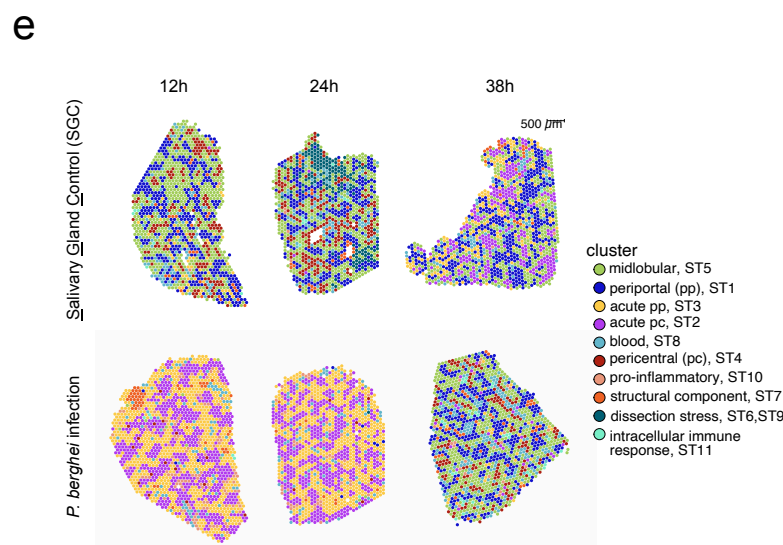 e
12h
24h
38h
500 µm
Salivary Gland Control (SGC)
P. berghei infection
cluster
midlobular, ST5
periportal (pp), ST1
acute pp, ST3
acute pc, ST2
blood, ST8
pericentral (pc), ST4
pro-inflammatory, ST10
structural component, ST7
dissection stress, ST6,ST9
intracellular immune
response, ST11